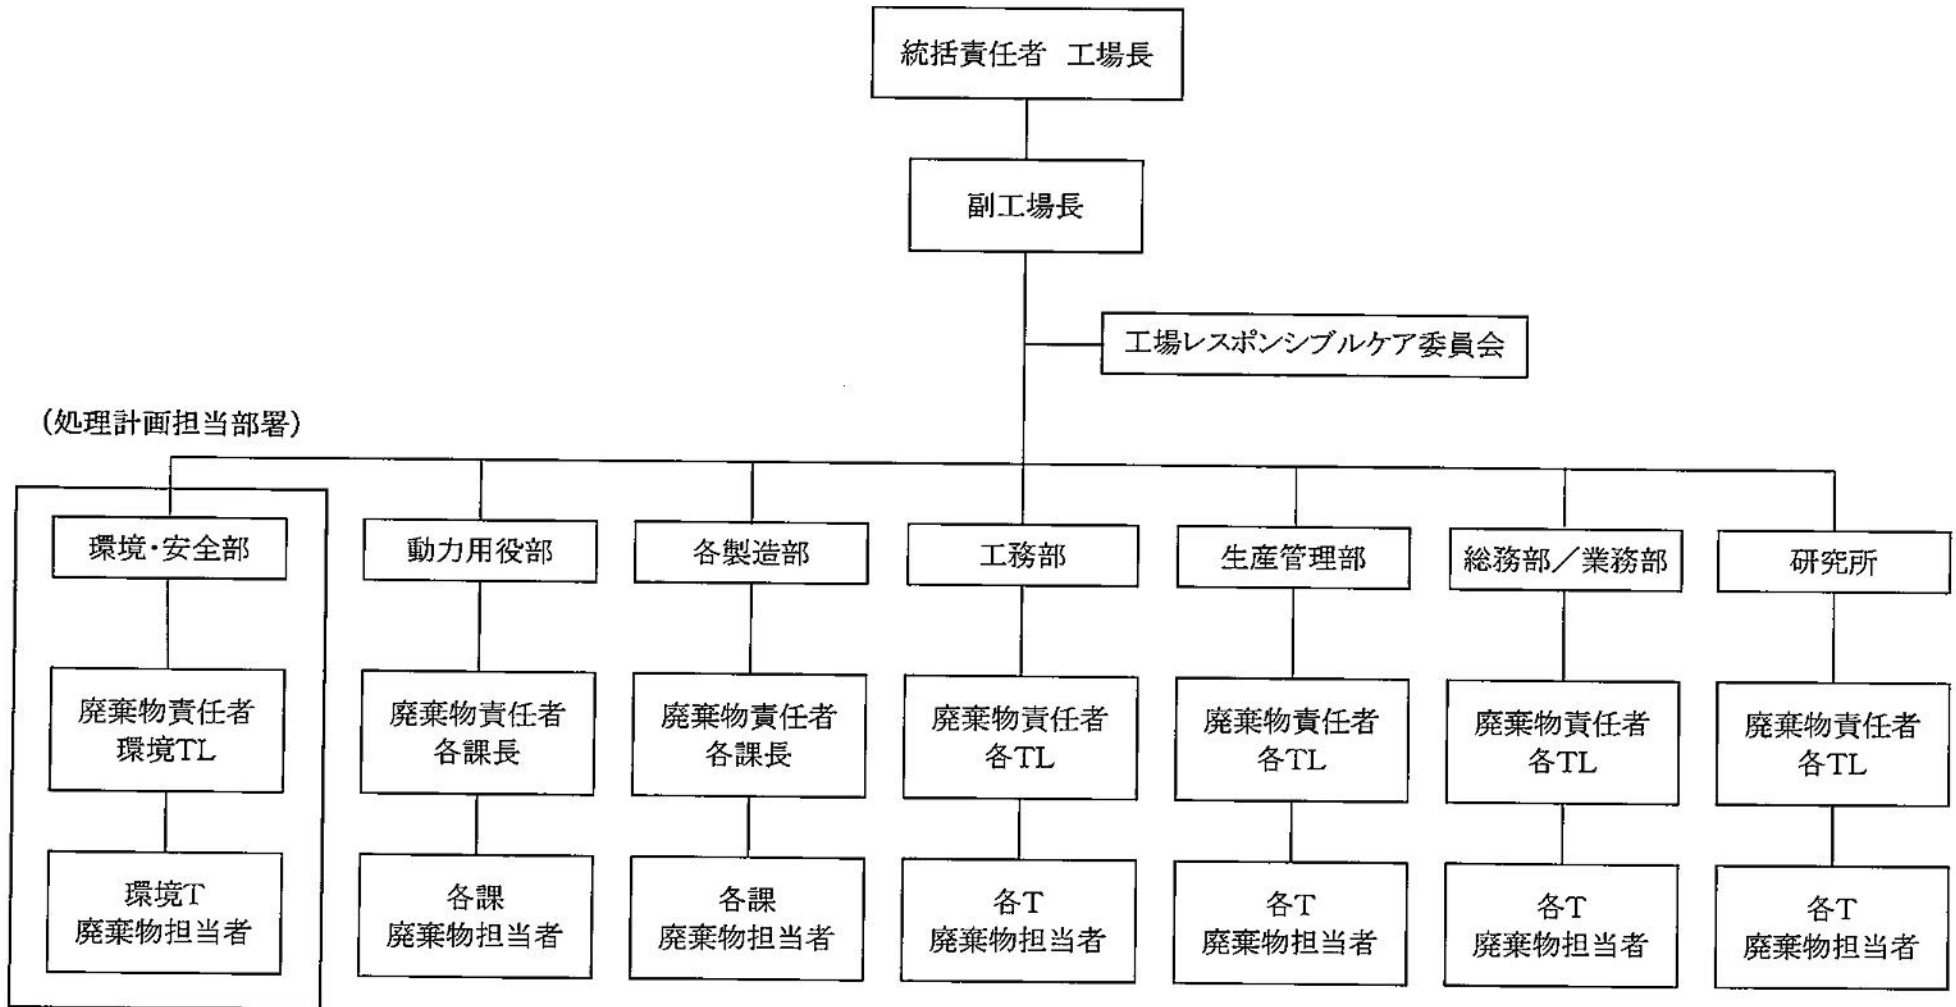 統括責任者 工場長
副工場長
工場レスポンシブルケア委員会
(処理計画担当部署)
環境・安全部
動力用役部
各製造部
工務部
生産管理部
総務部／業務部
研究所
廃棄物責任者
環境TL
廃棄物責任者
各課長
廃棄物責任者
各課長
廃棄物責任者
各TL
廃棄物責任者
各TL
廃棄物責任者
各TL
廃棄物責任者
各TL
環境T
廃棄物担当者
各課
廃棄物担当者
各課
廃棄物担当者
各T
廃棄物担当者
各T
廃棄物担当者
各T
廃棄物担当者
各T
廃棄物担当者